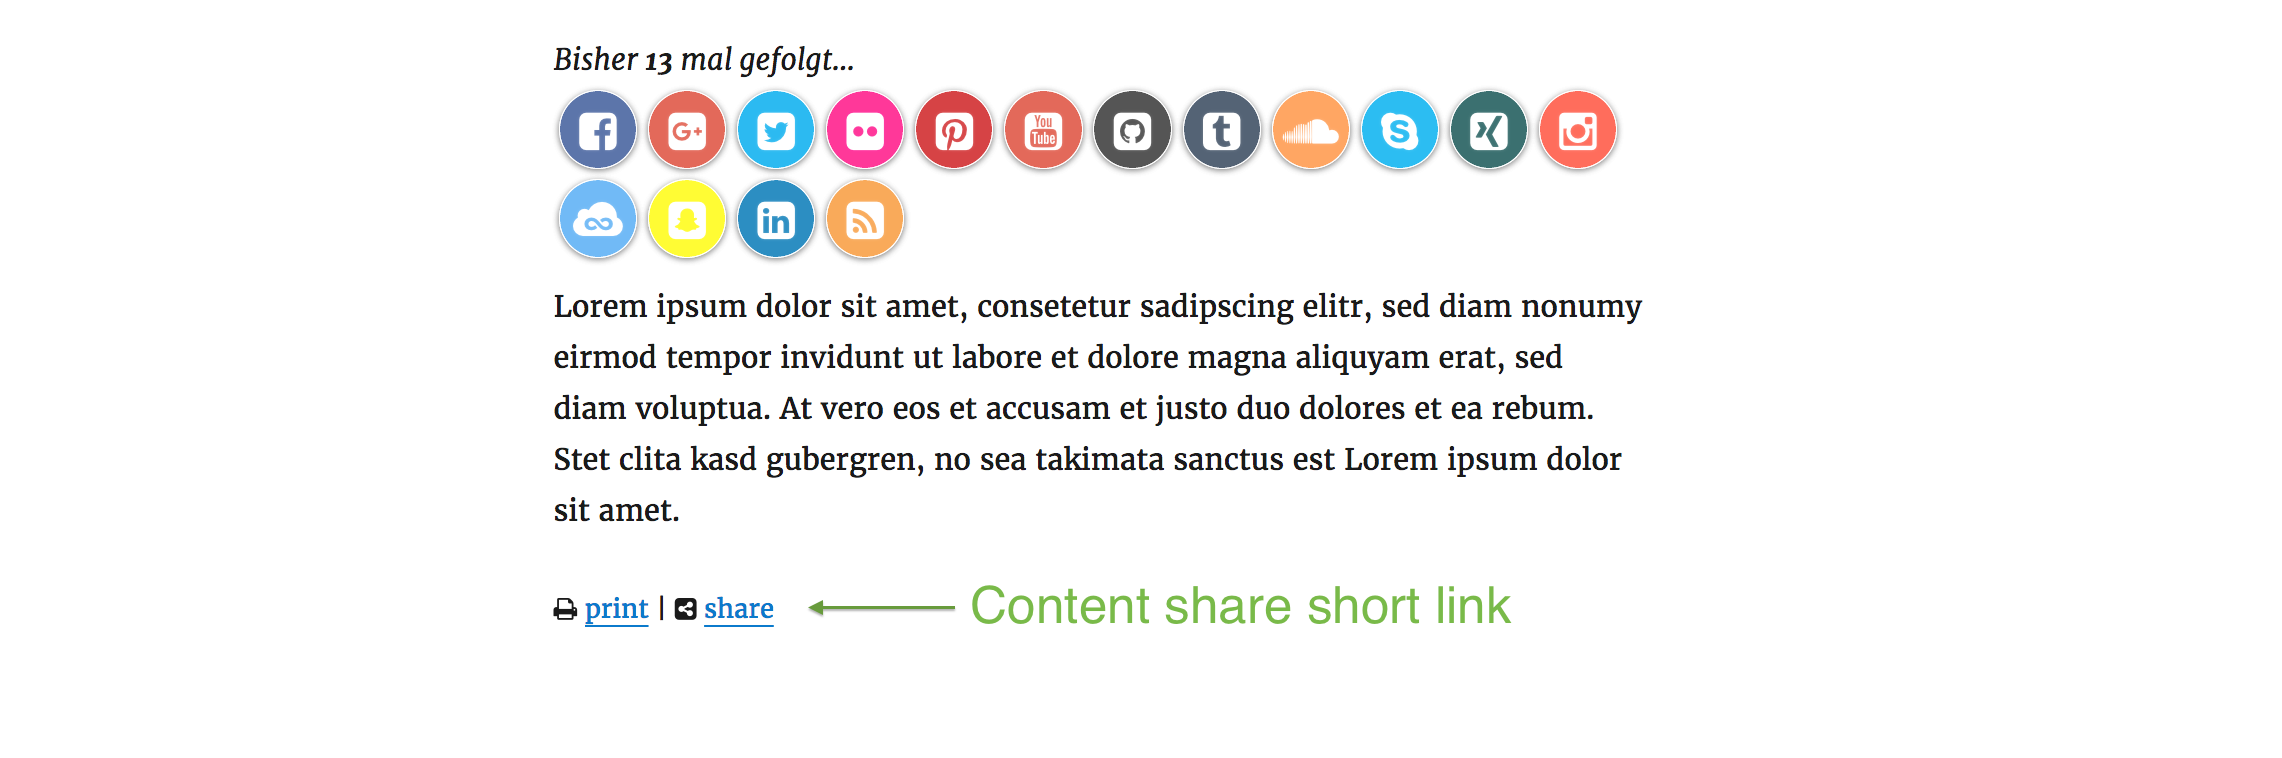 Bisher 13 mal gefolgt...
You
Tube
Lorem ipsum dolor sit amet, consetetur sadipscing elitr, sed diam nonumy
eirmod tempor invidunt ut labore et dolore magna aliquyam erat, sed
diam voluptua. At vero eos et accusam et justo duo dolores et ea rebum.
Stet clita kasd gubergren, no sea takimata sanctus est Lorem ipsum dolor
sit amet.
print | share
Content share short link